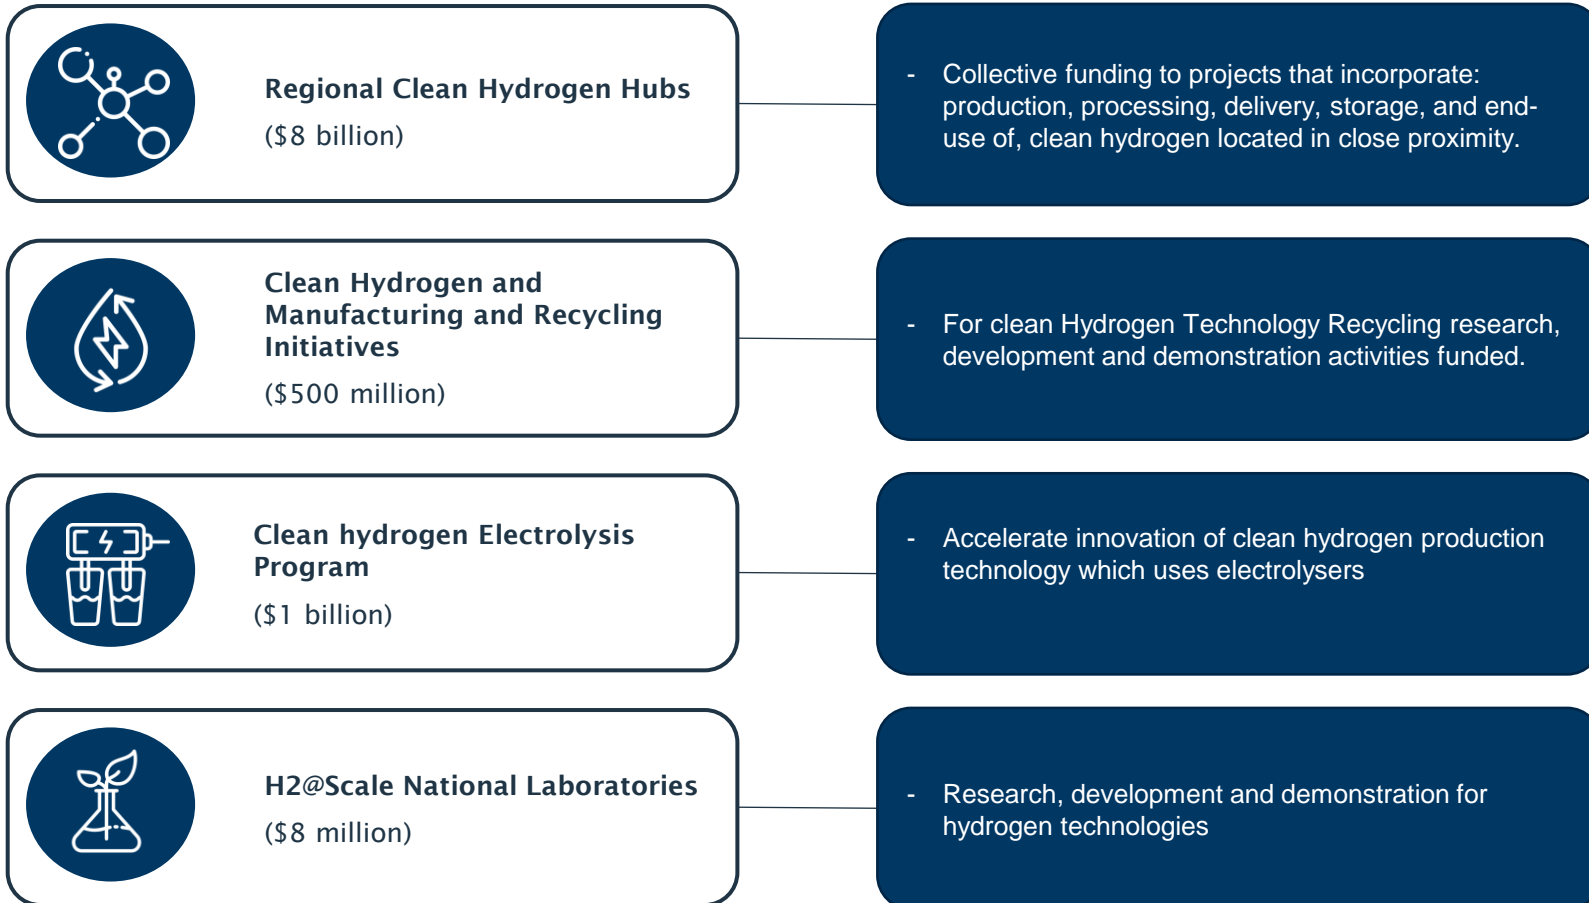 Regional Clean Hydrogen Hubs
($8 billion)
- Collective funding to projects that incorporate:
production, processing, delivery, storage, and end-
use of, clean hydrogen located in close proximity.
Clean Hydrogen and
Manufacturing and Recycling
Initiatives
($500 million)
- For clean Hydrogen Technology Recycling research,
development and demonstration activities funded.
Clean hydrogen Electrolysis
Program
($1 billion)
- Accelerate innovation of clean hydrogen production
technology which uses electrolysers
H2@Scale National Laboratories
($8 million)
- Research, development and demonstration for
hydrogen technologies